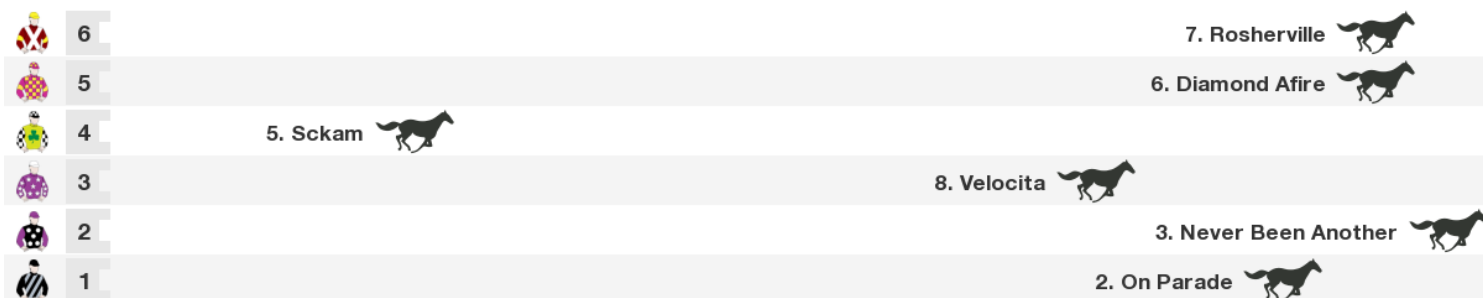 6 7. Rosherville
5 6. Diamond Afire
4 5. Sckam
3 8. Velocita
2 3. Never Been Another
1 2. On Parade